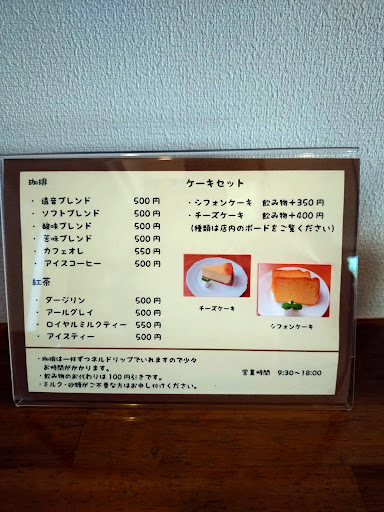 珈琲
・遠音ブレンド 500円
・ソフトブレンド 500円
・酸味ブレンド 500円
・苦味ブレンド 500円
・カフェオレ 550円
・アイスコーヒー 500円
紅茶
・ダージリン 500円
・アールグレイ 500円
・ロイヤルミルクティー 550円
・アイスティー 500円
ケーキセット
・シフォンケーキ 飲み物+350円
・チーズケーキ 飲み物+400円
(種類は店内のボードをご覧ください)
チーズケーキ
シフォンケーキ
・珈琲は一杯ずつネルドリップでいれますので少々
お時間がかかります。
・飲み物のお代わりは100円引きです。
・ミルク・砂糖がご不要な方はお申し付けください。
営業時間 9:30~18:00